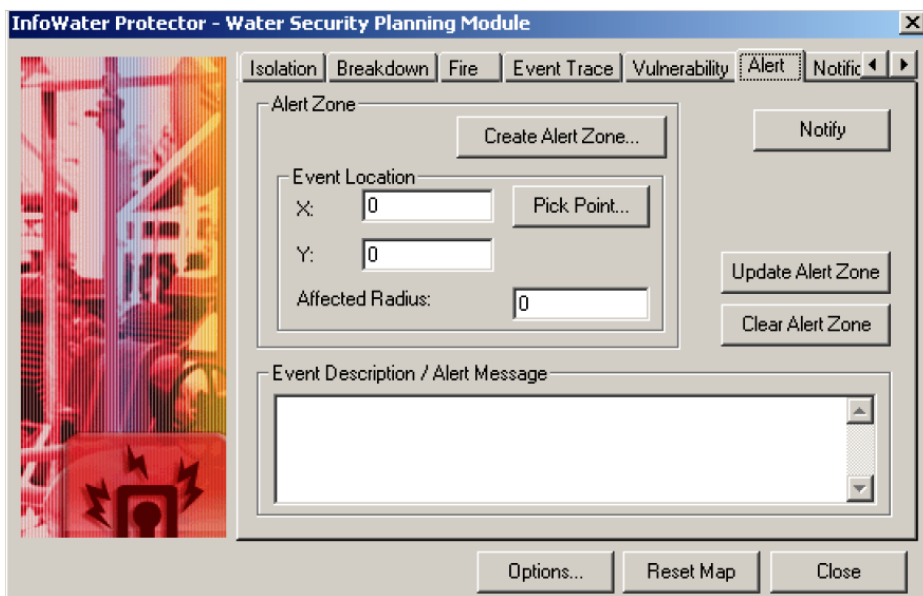 InfoWater Protector - Water Security Planning Module
Isolation Breakdown Fire Event Trace Vulnerability Alert Notific
Alert Zone
Create Alert Zone... Notify
Event Location
X: 0 Pick Point...
Y: 0
Update Alert Zone
Affected Radius: 0
Clear Alert Zone
Event Description / Alert Message
Options... Reset Map Close